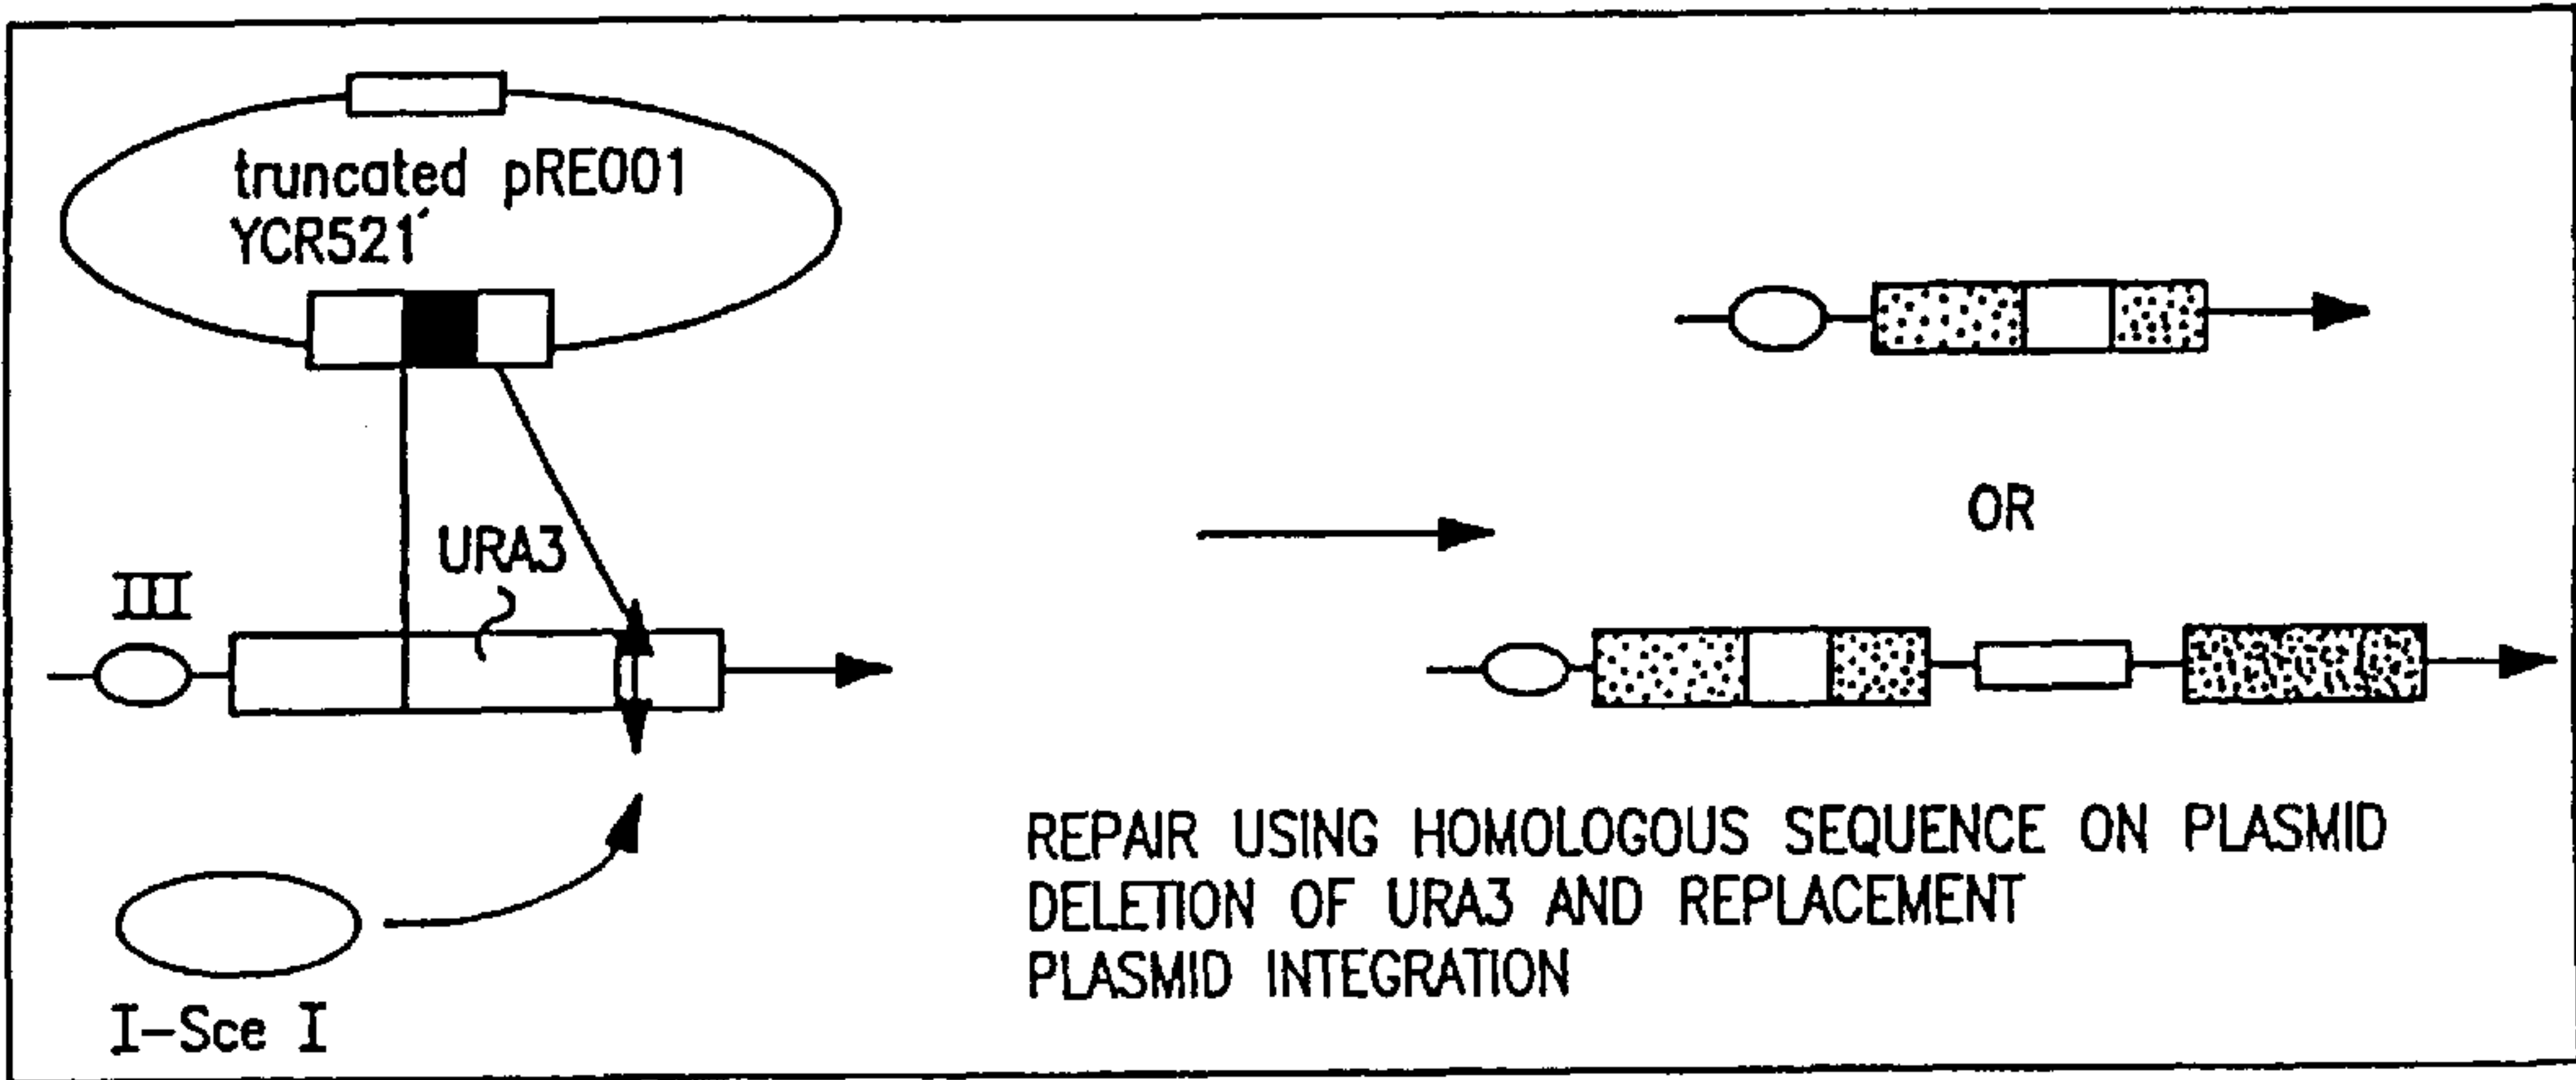 truncated pRE001
YCR521´
URA3
III
I-Sce I
OR
REPAIR USING HOMOLOGOUS SEQUENCE ON PLASMID
DELETION OF URA3 AND REPLACEMENT
PLASMID INTEGRATION